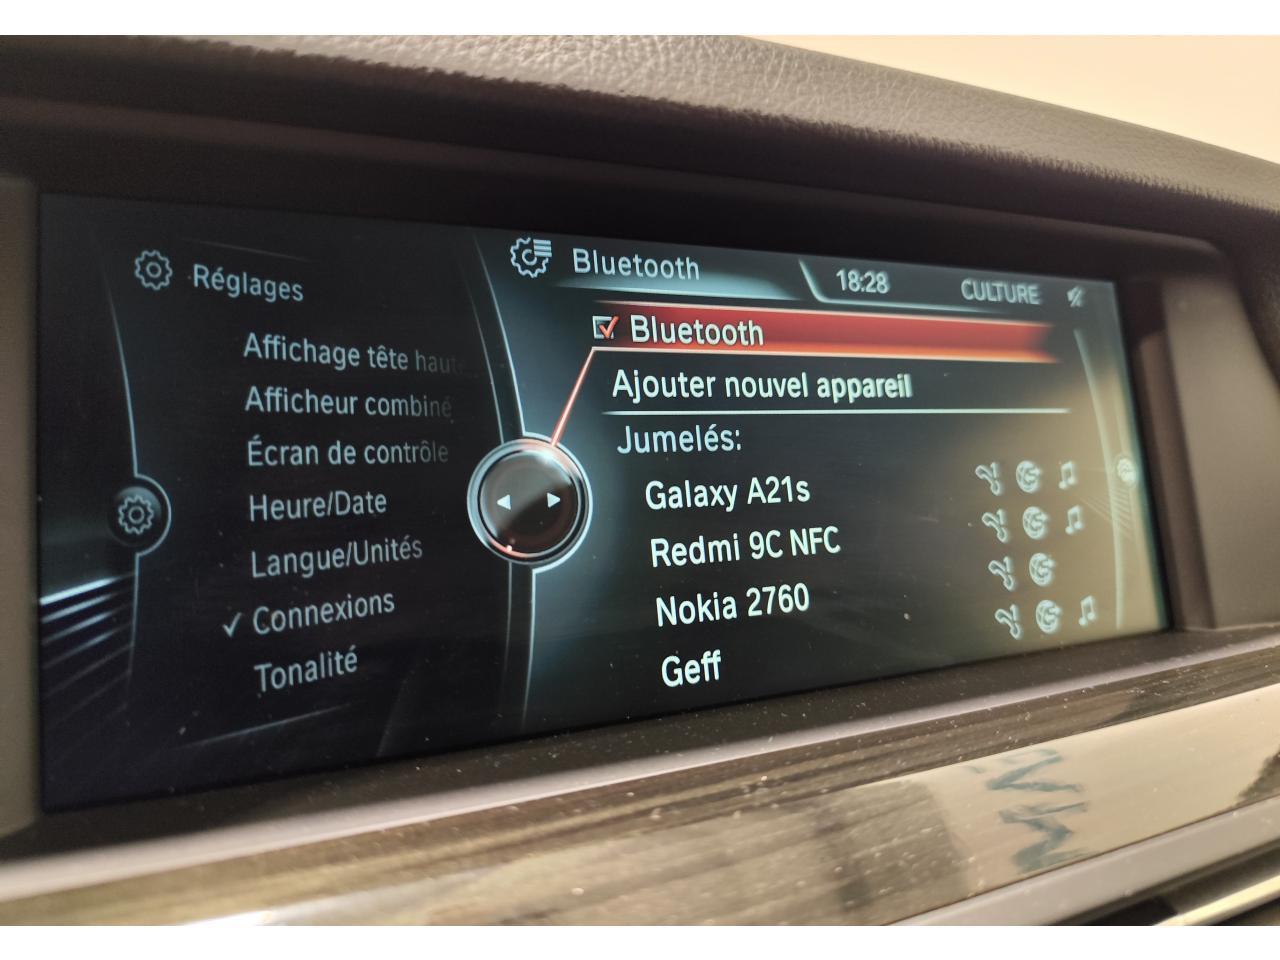 Réglages
Affichage tête haut...
Afficheur combiné
Écran de contrôle
Heure/Date
Langue/Unités
Connexions
Tonalité
Bluetooth
18:28
CULTURE
Bluetooth
Ajouter nouvel appareil
Jumelés:
Galaxy A21s
Redmi 9C NFC
Nokia 2760
Geff